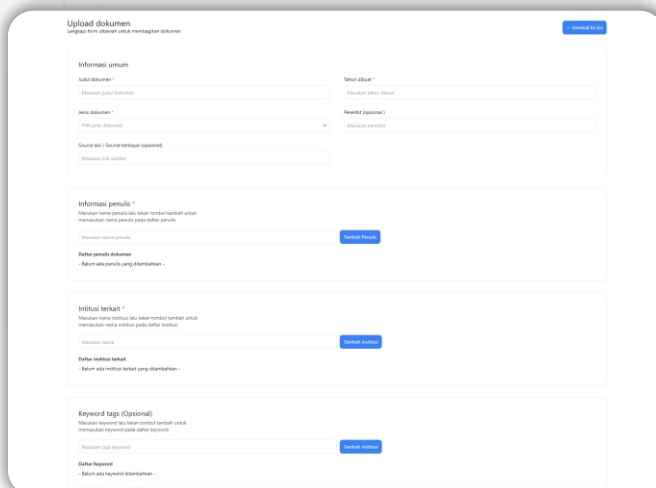 Upload dokumen
Lengkapi form dibawah untuk membagikan dokumen
← Kembali ke list
Informasi umum
Judul dokumen *
Tahun dibuat *
Masukan judul dokumen
Masukan tahun dibuat
Jenis dokumen *
Penerbit (opsional)
Pilih jenis dokumen
Masukan penerbit
Source asli / Source berbayar (opsional)
Masukan link sumber
Informasi penulis *
Masukan nama penulis lalu tekan tombol tambah untuk
memasukan nama penulis pada daftar penulis
Masukan nama penulis
Tambah Penulis
Daftar penulis dokumen
- Belum ada penulis yang ditambahkan -
Intitusi terkait *
Masukan nama institusi lalu tekan tombol tambah untuk
memasukan nama institusi pada daftar institusi
Masukan nama
Tambah institusi
Daftar institusi terkait
- Belum ada institusi terkait yang ditambahkan -
Keyword tags (Opsional)
Masukan keyword lalu tekan tombol tambah untuk
memasukan keyword pada daftar keyword
Masukan tags keyword
Tambah institusi
Daftar Keyword
- Belum ada keyword ditambahkan -